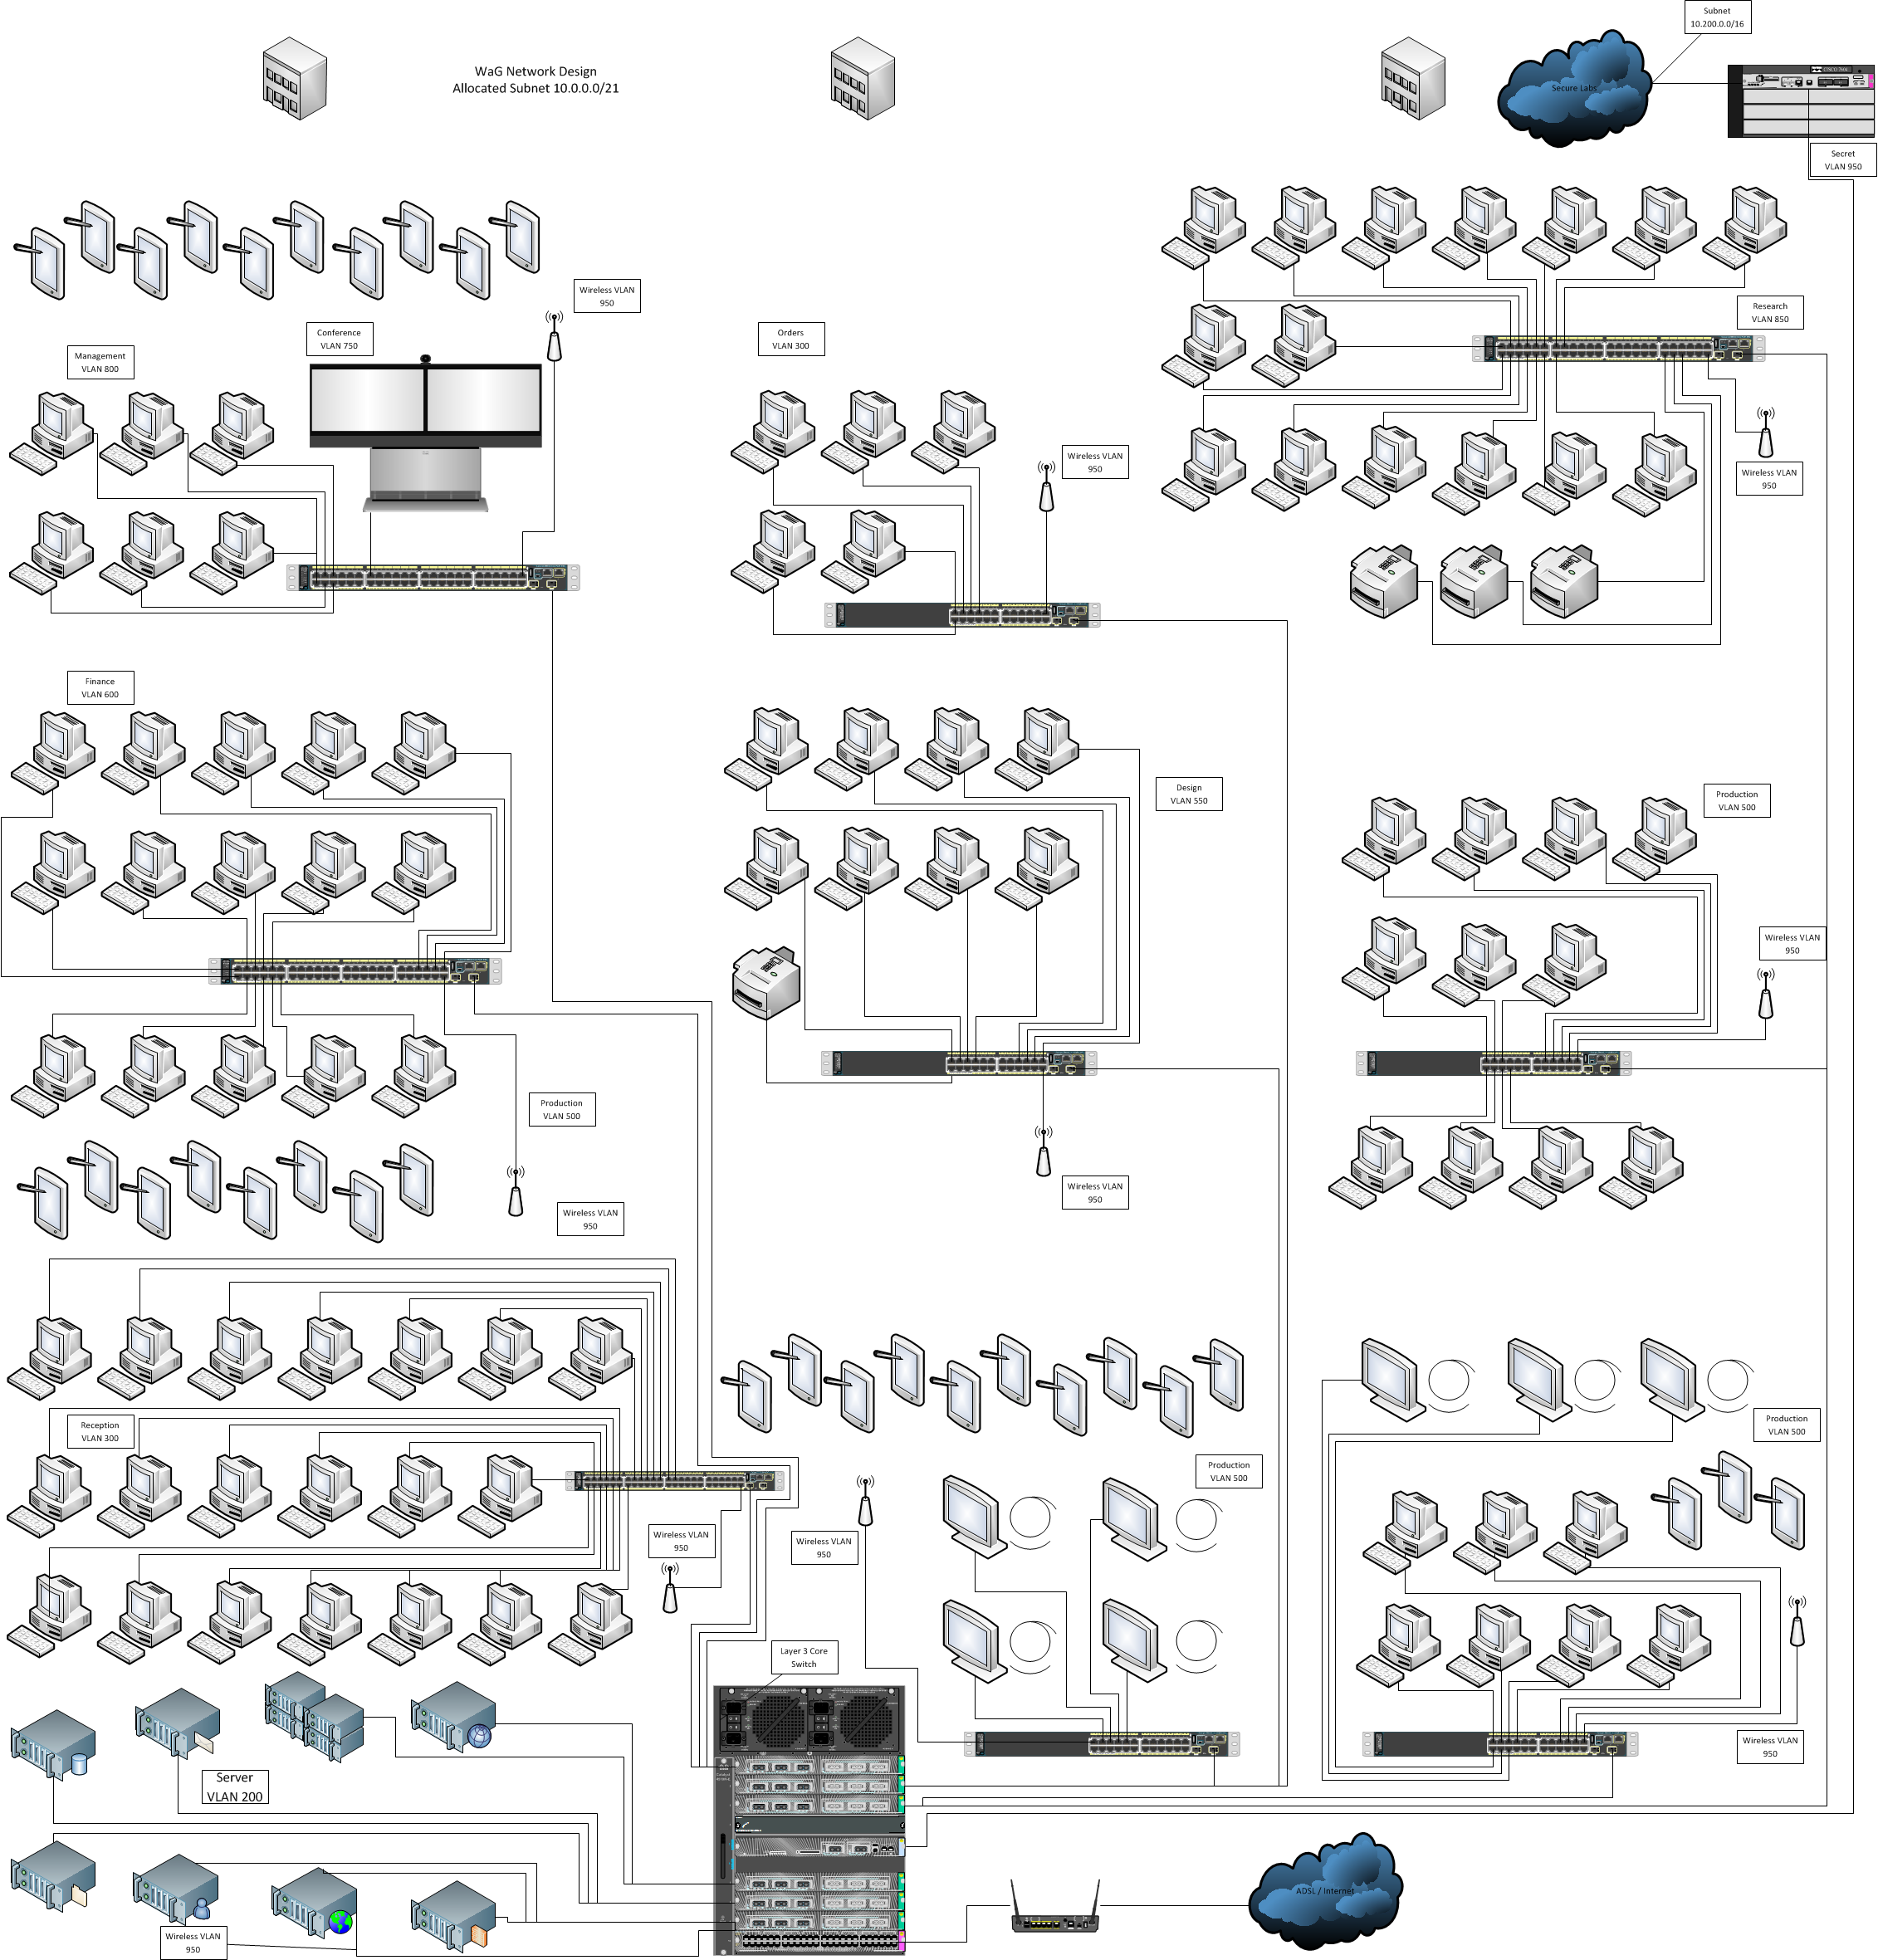 Subnet
10.200.0.0/16
WaG Network Design
Allocated Subnet 10.0.0.0/21
Secure Labs
CISCO 7604
Secret
VLAN 950
Wireless VLAN
950
Research
VLAN 850
Conference
VLAN 750
Orders
VLAN 300
Management
VLAN 800
Wireless VLAN
950
Wireless VLAN
950
Finance
VLAN 600
Design
VLAN 550
Production
VLAN 500
Wireless VLAN
950
Production
VLAN 500
Wireless VLAN
950
Wireless VLAN
950
Reception
VLAN 300
Production
VLAN 500
Production
VLAN 500
Wireless VLAN
950
Wireless VLAN
950
Layer 3 Core
Switch
Wireless VLAN
950
Server
VLAN 200
ADSL / Internet
Wireless VLAN
950